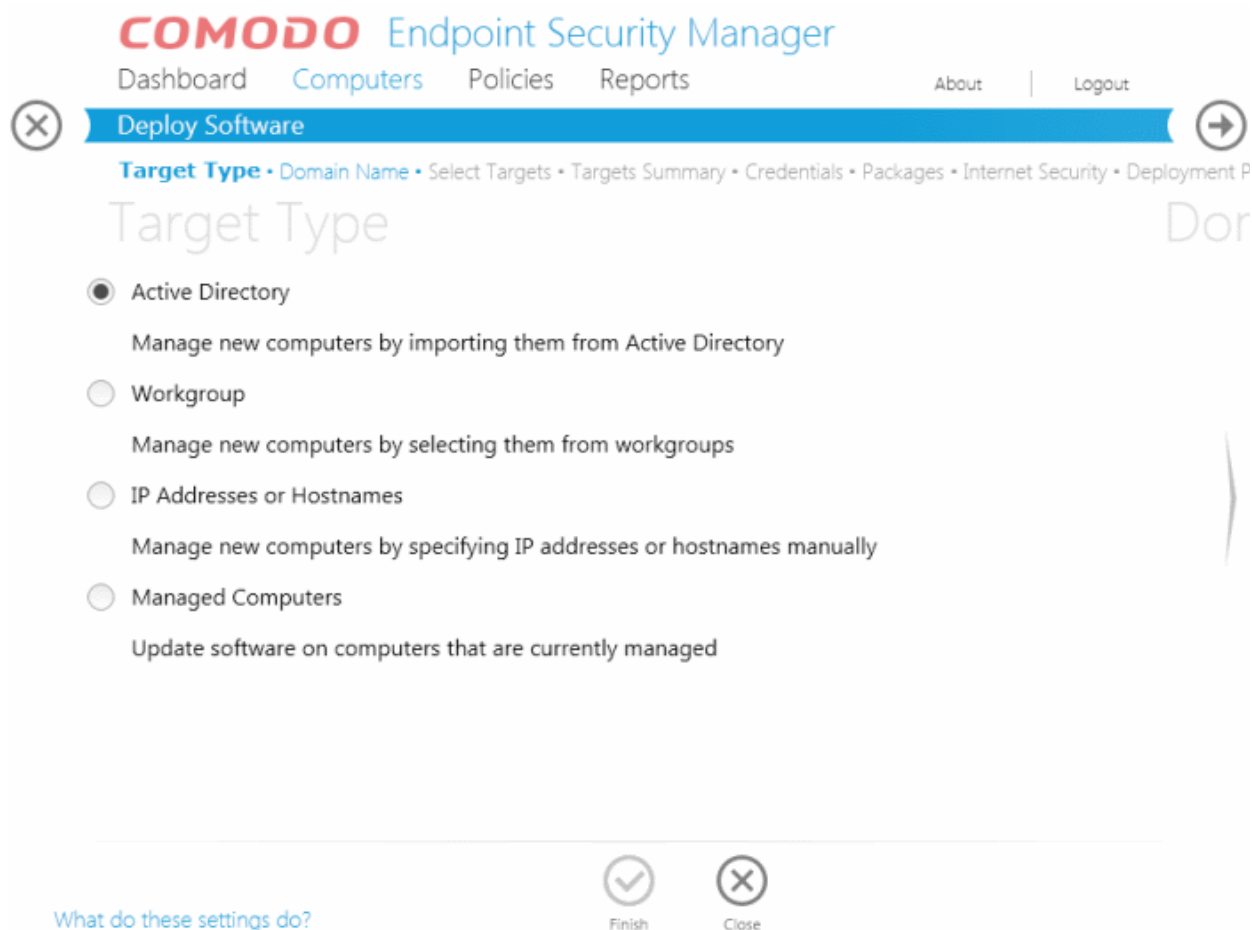 COMODO Endpoint Security Manager
Dashboard Computers Policies Reports About Logout
Deploy Software
Target Type • Domain Name • Select Targets • Targets Summary • Credentials • Packages • Internet Security • Deployment P
Target Type Dor
Active Directory
Manage new computers by importing them from Active Directory
Workgroup
Manage new computers by selecting them from workgroups
IP Addresses or Hostnames
Manage new computers by specifying IP addresses or hostnames manually
Managed Computers
Update software on computers that are currently managed
Finish Close
What do these settings do?